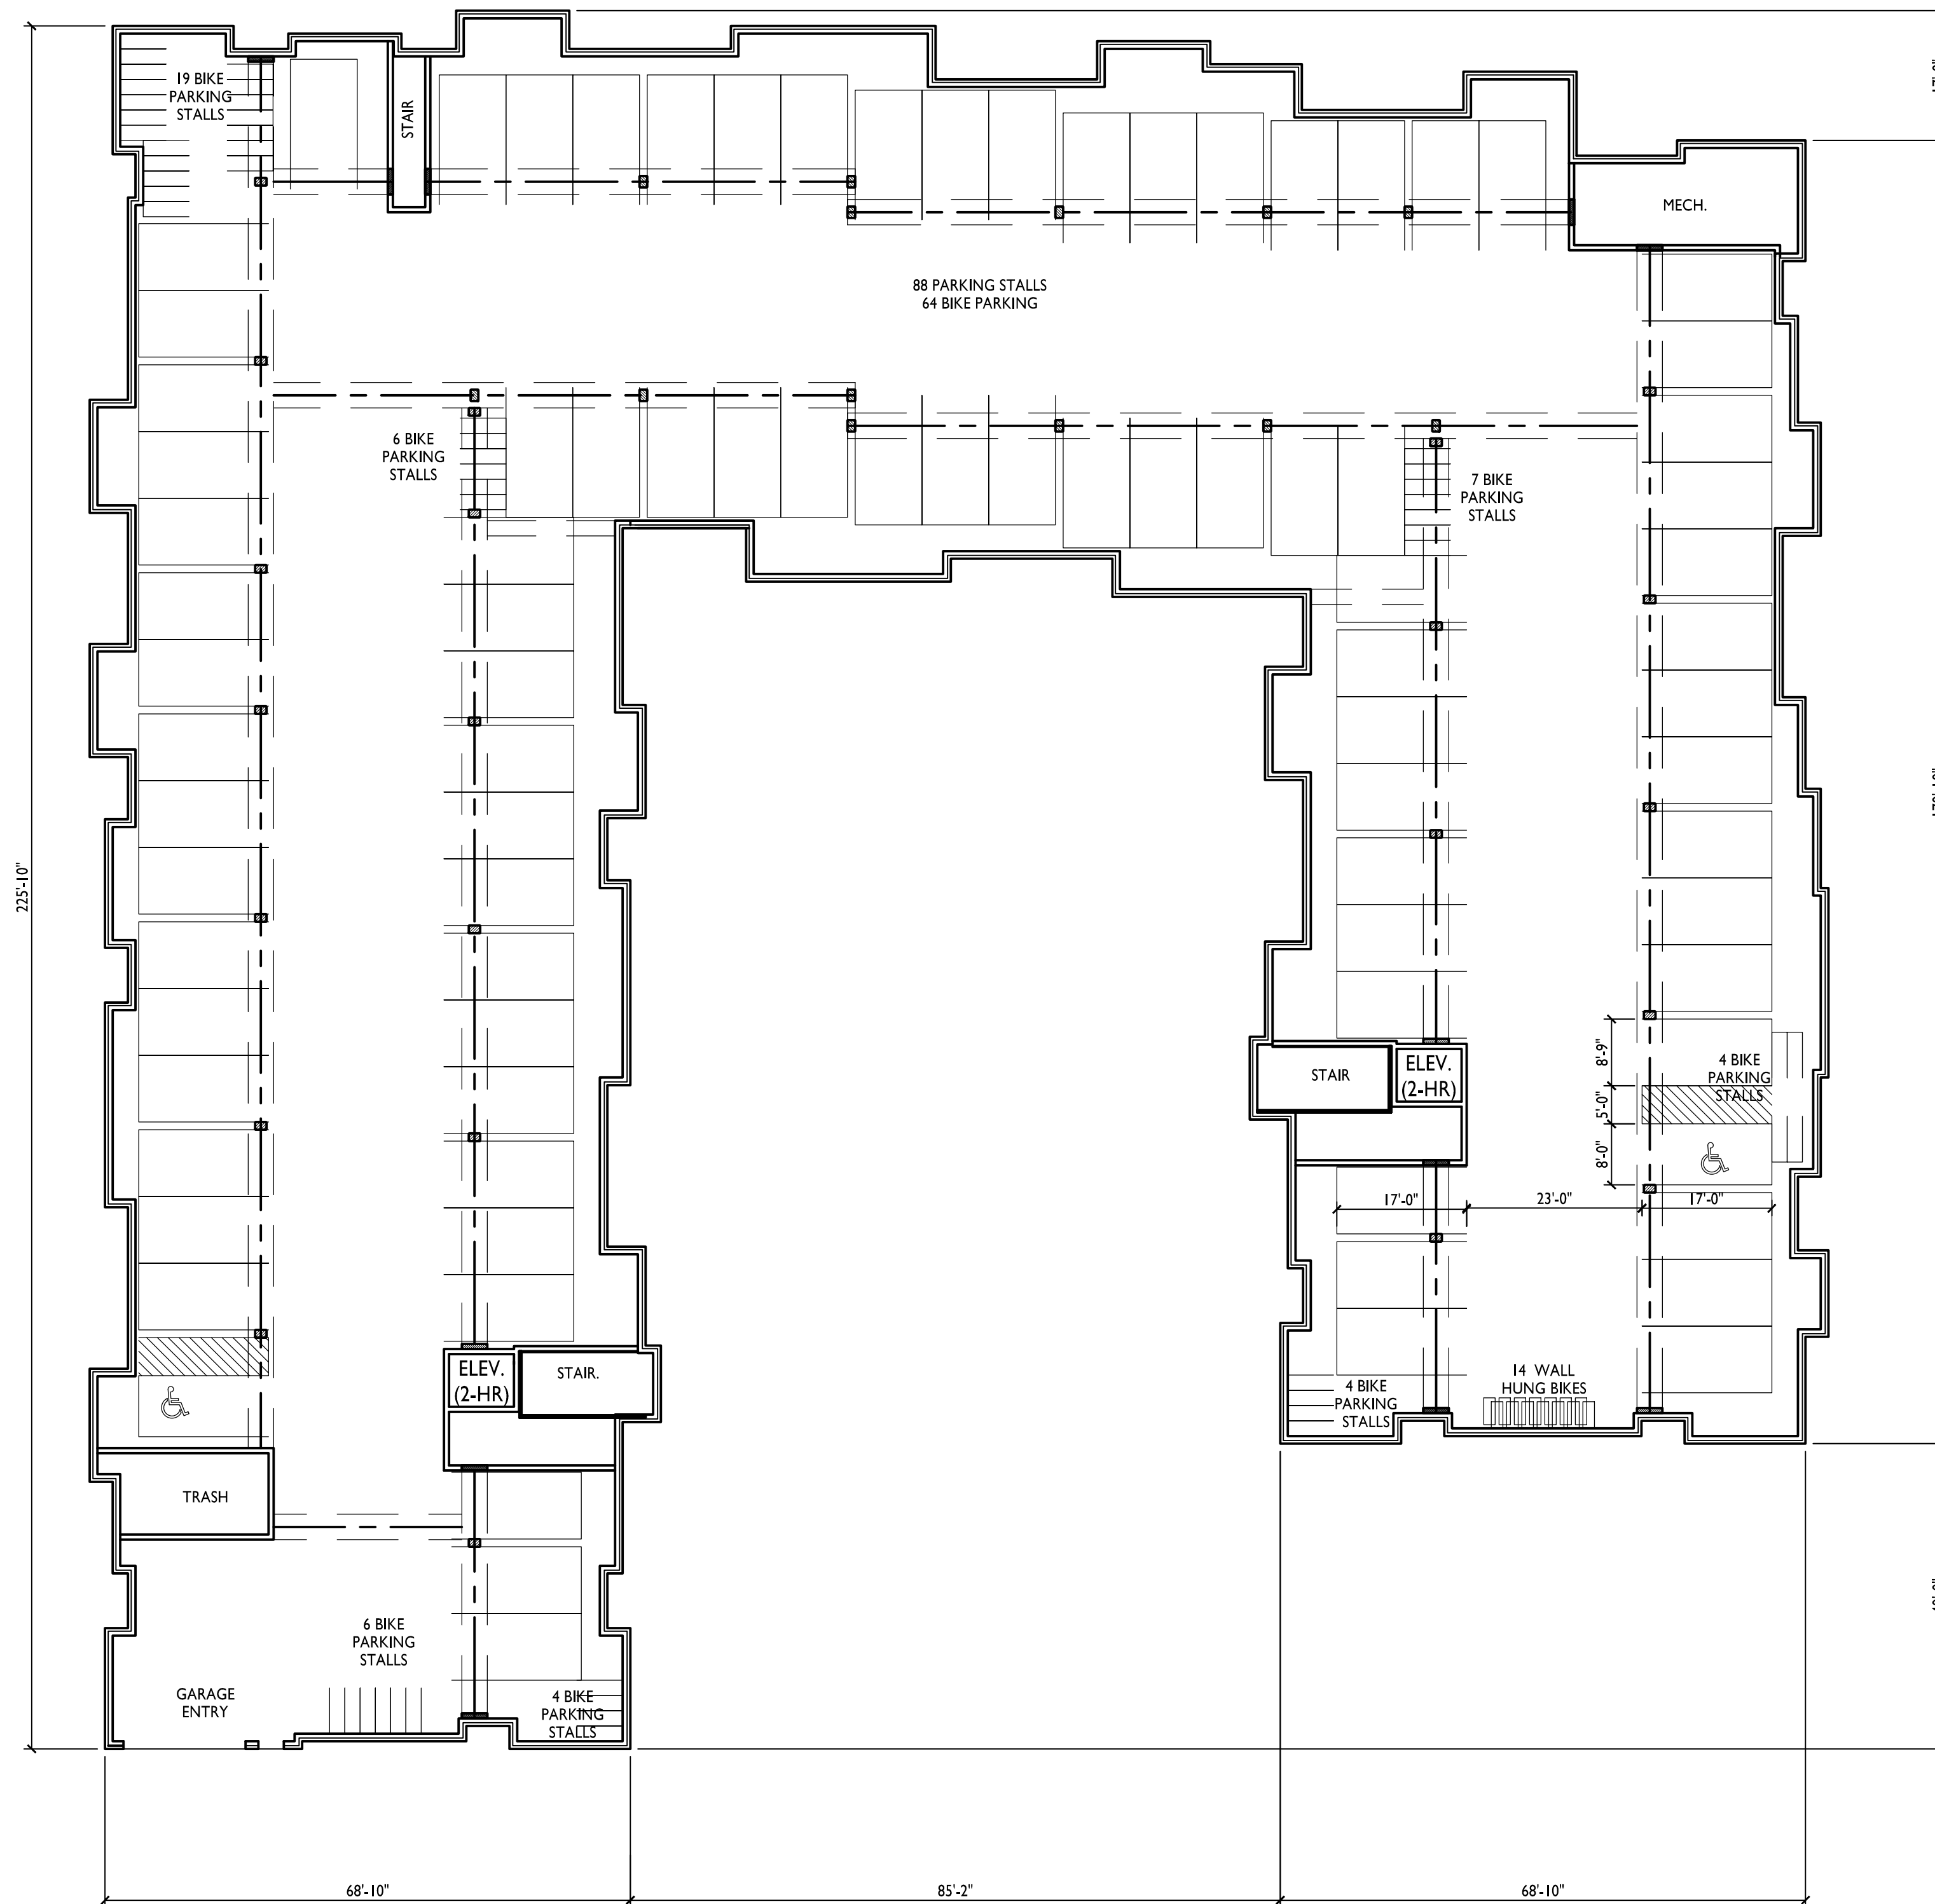 19 BIKE
PARKING
STALLS
STAIR
MECH.
88 PARKING STALLS
64 BIKE PARKING
6 BIKE
PARKING
STALLS
7 BIKE
PARKING
STALLS
225'-10"
STAIR
ELEV.
(2-HR)
8'-9"
5'-0"
8'-0"
4 BIKE
PARKING
STALLS
17'-0"
23'-0"
17'-0"
ELEV.
(2-HR)
STAIR.
4 BIKE
PARKING
STALLS
14 WALL
HUNG BIKES
TRASH
6 BIKE
PARKING
STALLS
GARAGE
ENTRY
4 BIKE
PARKING
STALLS
68'-10"
85'-2"
68'-10"